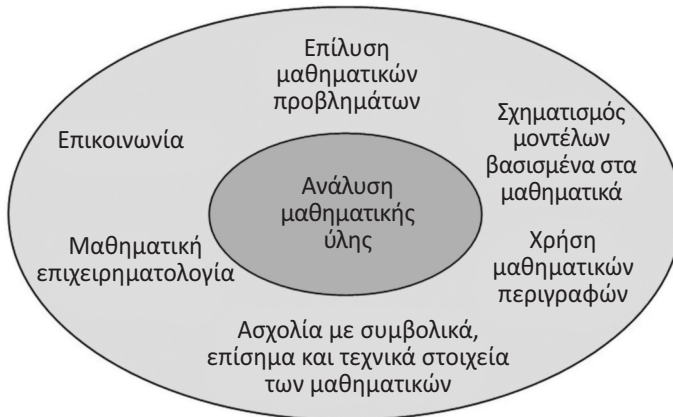 Επίλυση
μαθηματικών
προβλημάτων
Σχηματισμός
μοντέλων
βασισμένα στα
μαθηματικά
Επικοινωνία
Ανάλυση
μαθηματικής
ύλης
Μαθηματική
επιχειρηματολογία
Χρήση
μαθηματικών
περιγραφών
Ασχολία με συμβολικά,
επίσημα και τεχνικά στοιχεία
των μαθηματικών